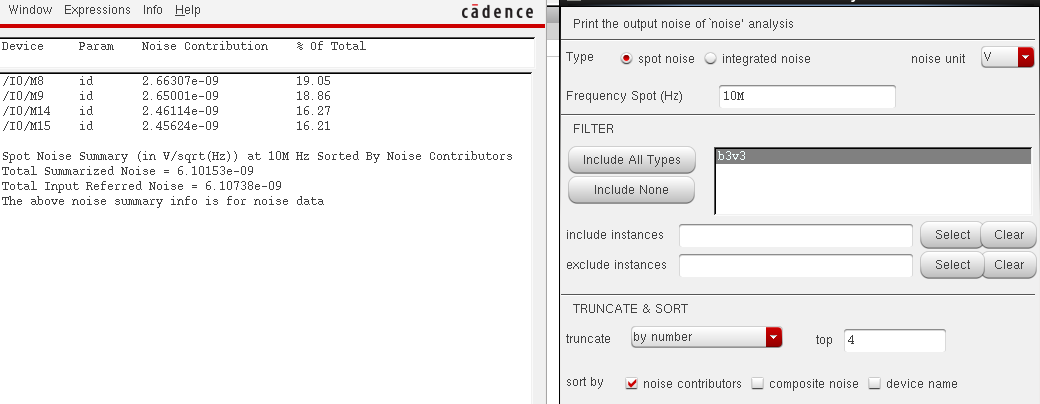 Window Expressions Info Help
cādence
Device Param Noise Contribution % Of Total
/I0/M8 id 2.66307e-09 19.05
/I0/M9 id 2.65001e-09 18.86
/I0/M14 id 2.46114e-09 16.27
/I0/M15 id 2.45624e-09 16.21
Spot Noise Summary (in V/sqrt(Hz)) at 10M Hz Sorted By Noise Contributors
Total Summarized Noise = 6.10153e-09
Total Input Referred Noise = 6.10738e-09
The above noise summary info is for noise data
Print the output noise of `noise' analysis
Type spot noise integrated noise noise unit V
Frequency Spot (Hz) 10M
FILTER
Include All Types
b3v3
Include None
include instances Select Clear
exclude instances Select Clear
TRUNCATE & SORT
truncate by number top 4
sort by noise contributors composite noise device name